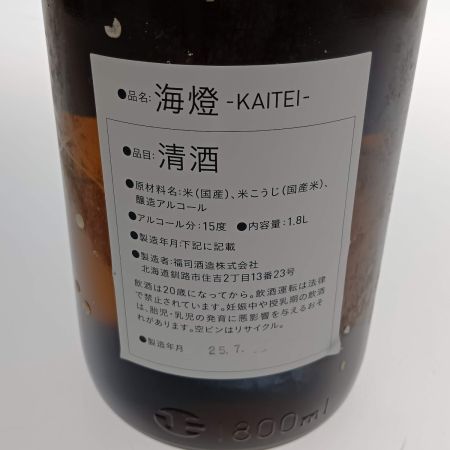 ●品名: 海燈 -KAITEI-
●品目: 清酒
●原材料名:米(国産)、米こうじ(国産米)、
醸造アルコール
●アルコール分:15度 ●内容量:1.8L
●製造年月:下記に記載
●製造者:福司酒造株式会社
北海道釧路市住吉2丁目13番23号
飲酒は20歳になってから。飲酒運転は法律
で禁止されています。妊娠中や授乳期の飲酒
は、胎児・乳児の発育に悪影響を与えるおそ
れがあります。空ビンはリサイクル。
●製造年月 25.7.
1800ml